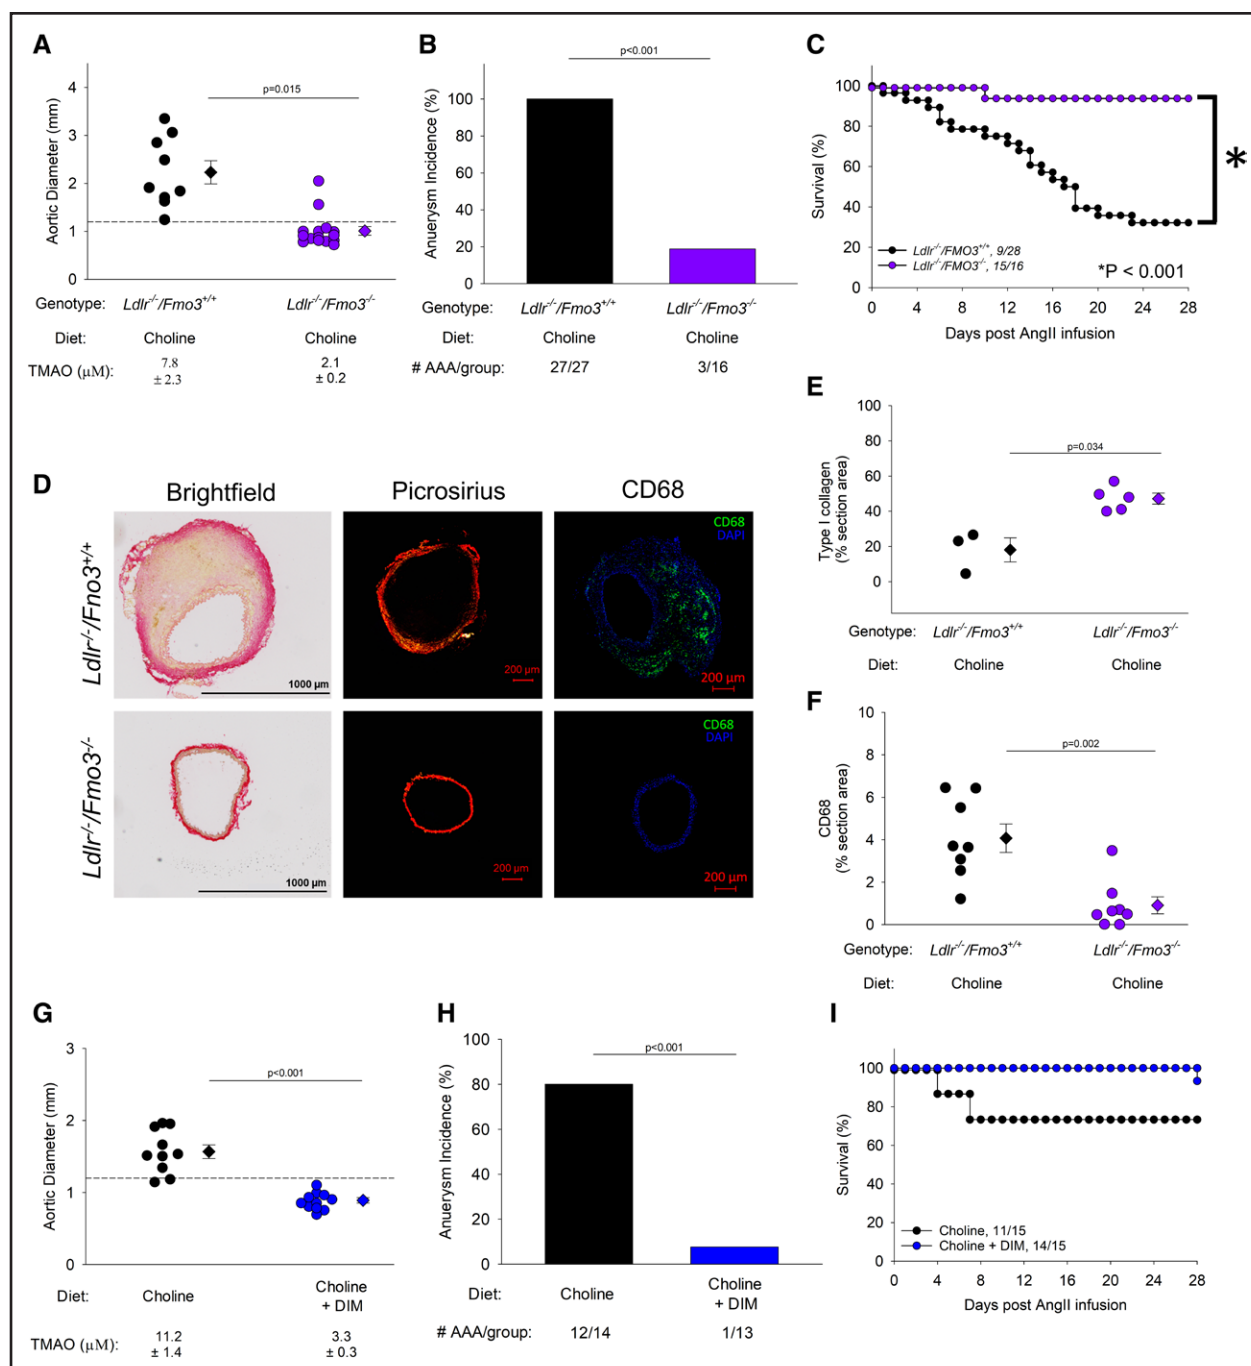 A
Aortic Diameter (mm)
4
3
2
1
0
p=0.015
Genotype: Ldlr-/-/Fmo3+/+ Ldlr-/-/Fmo3-/-
Diet: Choline Choline
TMAO (μM): 7.8 ± 2.3 2.1 ± 0.2
B
Anuerysm Incidence (%)
100
80
60
40
20
0
p<0.001
Genotype: Ldlr-/-/Fmo3+/+ Ldlr-/-/Fmo3-/-
Diet: Choline Choline
# AAA/group: 27/27 3/16
C
Survival (%)
100
80
60
40
20
0
Ldlr-/-/FMO3+/+, 9/28
Ldlr-/-/FMO3-/-, 15/16
*P < 0.001
*
0 4 8 12 16 20 24 28
Days post AngII infusion
D
Brightfield Picrosirius CD68
Ldlr-/-/Fno3+/+
1000 μm
200 μm
CD68
DAPI
200 μm
Ldlr-/-/Fmo3-/-
1000 μm
200 μm
CD68
DAPI
200 μm
E
Type I collagen
(% section area)
100
80
60
40
20
0
p=0.034
Genotype: Ldlr-/-/Fmo3+/+ Ldlr-/-/Fmo3-/-
Diet: Choline Choline
F
CD68
(% section area)
10
8
6
4
2
0
p=0.002
Genotype: Ldlr-/-/Fmo3+/+ Ldlr-/-/Fmo3-/-
Diet: Choline Choline
G
Aortic Diameter (mm)
3
2
1
0
p<0.001
Diet: Choline Choline
+ DIM
TMAO (μM): 11.2 ± 1.4 3.3 ± 0.3
H
Anuerysm Incidence (%)
100
80
60
40
20
0
p<0.001
Diet: Choline Choline
+ DIM
# AAA/group: 12/14 1/13
I
Survival (%)
100
80
60
40
20
0
Choline, 11/15
Choline + DIM, 14/15
0 4 8 12 16 20 24 28
Days post AngII infusion